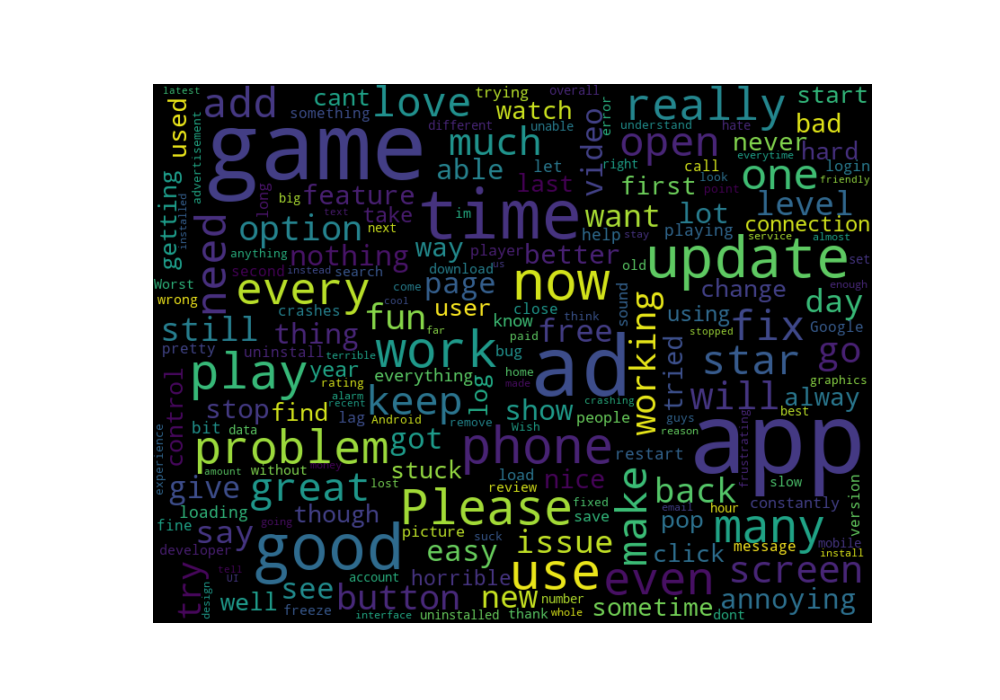 latest
add
something
cant
love
trying
watch
overall
really
start
used
advertisement
game
different
much
unable
video
error
understand
hate
open
never
bad
hard
everytime
able
let
right
call
look
one
login
friendly
getting
installed
long
big
feature
text
take
next
time
im
last
first
want
help
stay
lot
playing
point
level
connection
service
almost
need
option
anything
nothing
way
player
better
old
update
set
Worst
second
instead
search
download
us
page
now
sound
change
enough
day
wrong
every
come
cool
user
close
think
free
using
fix
Google
still
crashes
thing
fun
far
know
paid
bug
working
tried
stopped
star
go
pretty
uninstall
terrible
work
play
year
everything
log
home
made
ad
will
alway
graphics
control
rating
alarm
recent
keep
show
crashing
people
guys
reason
best
stop
find
lag
Android
remove
Wish
bit
data
problem
got
phone
restart
frustrating
app
experience
amount
without
money
stuck
load
nice
slow
give
great
lost
review
fixed
save
make
back
email
hour
constantly
version
loading
though
Please
fine
say
going
picture
suck
issue
pop
many
mobile
developer
good
easy
click
message
install
try
tell
UI
see
account
horrible
use
even
screen
design
well
freeze
button
interface
uninstalled
new
number
thank
whole
sometime
dont
annoying